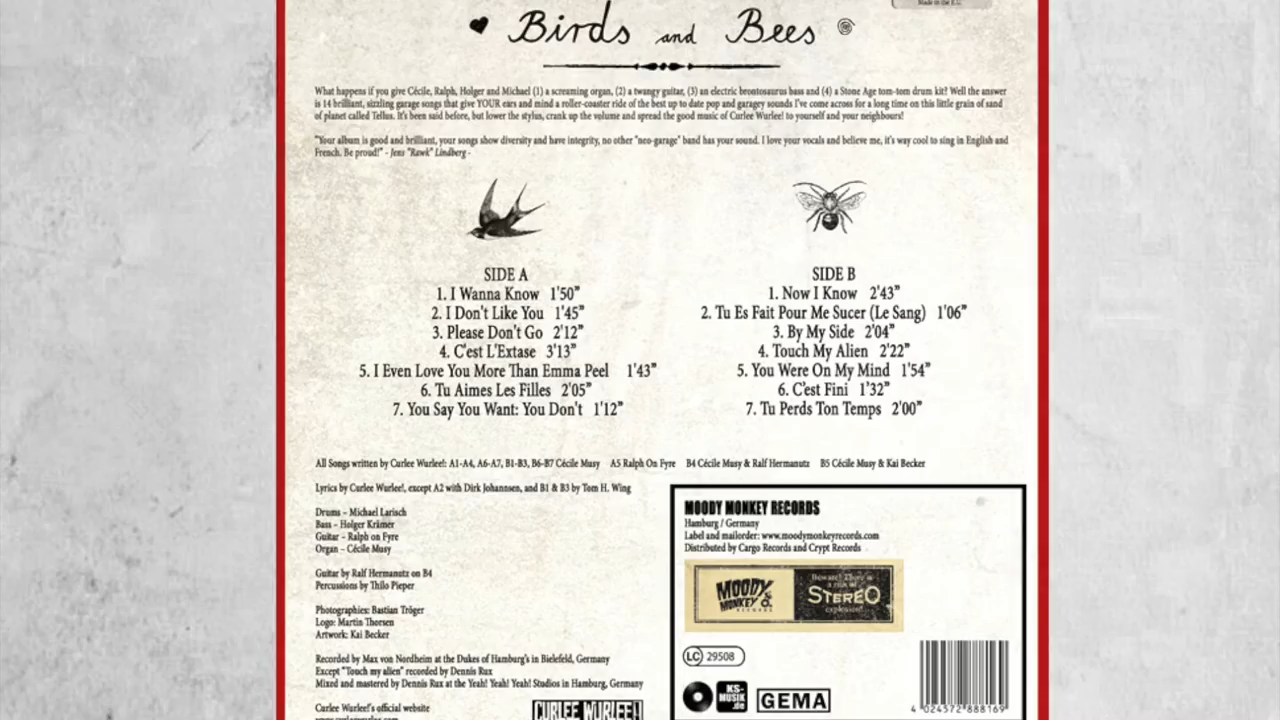 Made in the E.U.
Birds and Bees
What happens if you give Cécile, Ralph, Holger and Michael (1) a screaming organ, (2) a twangy guitar, (3) an electric brontosaurus bass and (4) a Stone Age tom-tom drum kit? Well the answer
is 14 brilliant, sizzling garage songs that give YOUR ears and mind a roller-coaster ride of the best up to date pop and garagey sounds I've come across for a long time on this little grain of sand
of planet called Tellus. It's been said before, but lower the stylus, crank up the volume and spread the good music of Curlee Wurlee! to yourself and your neighbours!
"Your album is good and brilliant, your songs show diversity and have integrity, no other "neo-garage" band has your sound. I love your vocals and believe me, it's way cool to sing in English and
French. Be proud!" - Jens "Rawk" Lindberg -
SIDE A
1. I Wanna Know 1'50"
2. I Don't Like You 1'45"
3. Please Don't Go 2'12"
4. C'est L'Extase 3'13"
5. I Even Love You More Than Emma Peel 1'43"
6. Tu Aimes Les Filles 2'05"
7. You Say You Want: You Don't 1'12"
SIDE B
1. Now I Know 2'43"
2. Tu Es Fait Pour Me Sucer (Le Sang) 1'06"
3. By My Side 2'04"
4. Touch My Alien 2'22"
5. You Were On My Mind 1'54"
6. C'est Fini 1'32"
7. Tu Perds Ton Temps 2'00"
All Songs written by Curlee Wurlee!: A1-A4, A6-A7, B1-B3, B6-B7 Cécile Musy A5 Ralph On Fyre B4 Cécile Musy & Ralf Hermanutz B5 Cécile Musy & Kai Becker
Lyrics by Curlee Wurlee!, except A2 with Dirk Johannsen, and B1 & B3 by Tom H. Wing
Drums – Michael Larisch
Bass – Holger Krämer
Guitar – Ralph on Fyre
Organ – Cécile Musy
Guitar by Ralf Hermanutz on B4
Percussions by Thilo Pieper
Photographies: Bastian Tröger
Logo: Martin Thoesen
Artwork: Kai Becker
Recorded by Max von Nordheim at the Dukes of Hamburg's in Bielefeld, Germany
Except "Touch my alien" recorded by Dennis Rux
Mixed and mastered by Dennis Rux at the Yeah! Yeah! Yeah! Studios in Hamburg, Germany
Curlee Wurlee!'s official website
www.curleewurlee.com
CURLEE WURLEE!
MOODY MONKEY RECORDS
Hamburg / Germany
Label and mailorder: www.moodymonkeyrecords.com
Distributed by Cargo Records and Crypt Records
MOODY
MONKEY
RECORDS
Beware! There is
a risk of
STEREO
explosion!
LC 29508
KS-
MUSIK
.de
GEMA
4 024572 888169